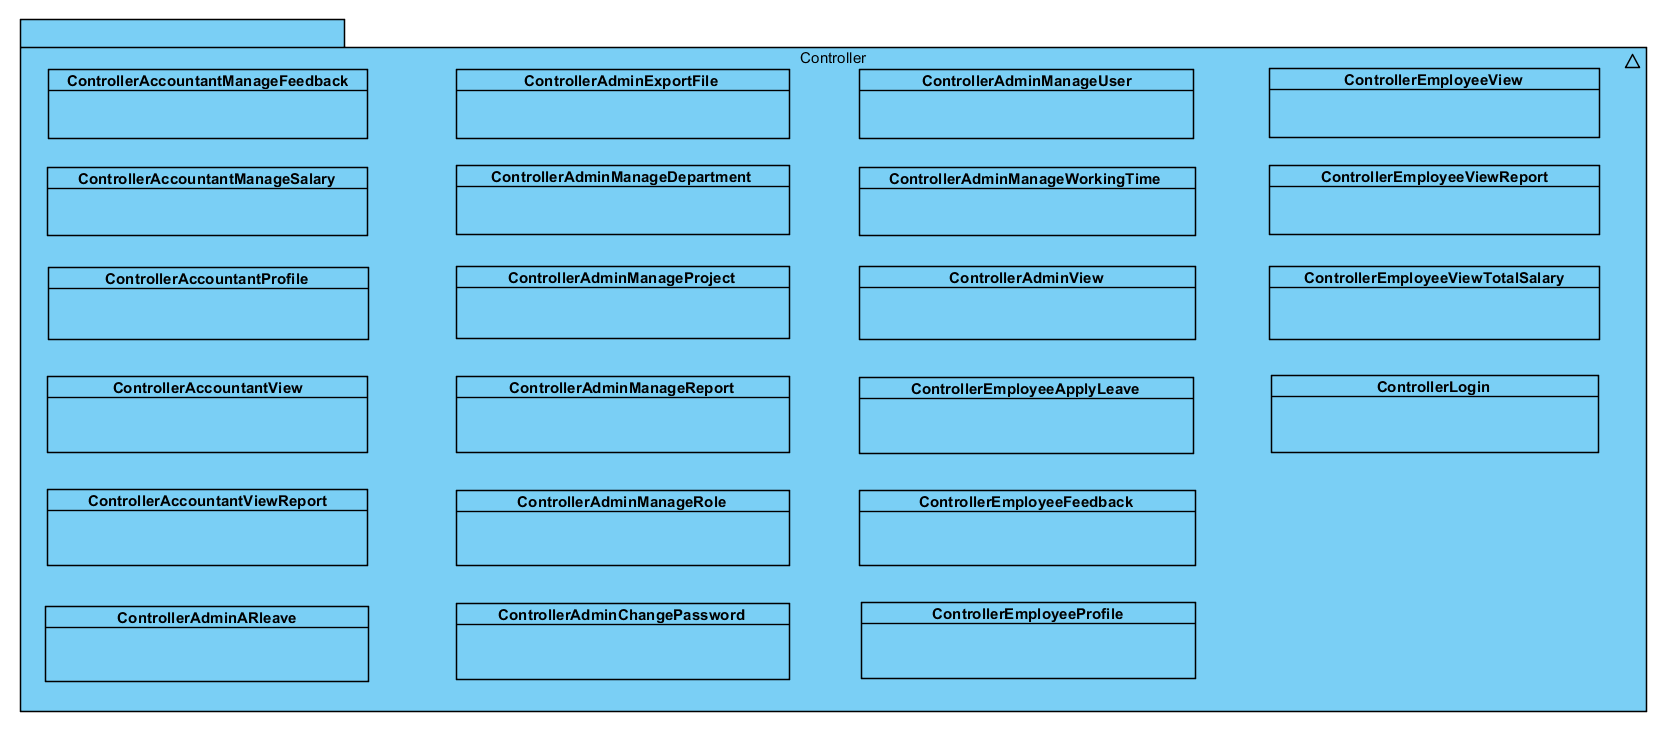 Controller
ControllerAccountantManageFeedback
ControllerAdminExportFile
ControllerAdminManageUser
ControllerEmployeeView
ControllerAccountantManageSalary
ControllerAdminManageDepartment
ControllerAdminManageWorkingTime
ControllerEmployeeViewReport
ControllerAccountantProfile
ControllerAdminManageProject
ControllerAdminView
ControllerEmployeeViewTotalSalary
ControllerAccountantView
ControllerAdminManageReport
ControllerEmployeeApplyLeave
ControllerLogin
ControllerAccountantViewReport
ControllerAdminManageRole
ControllerEmployeeFeedback
ControllerAdminARleave
ControllerAdminChangePassword
ControllerEmployeeProfile